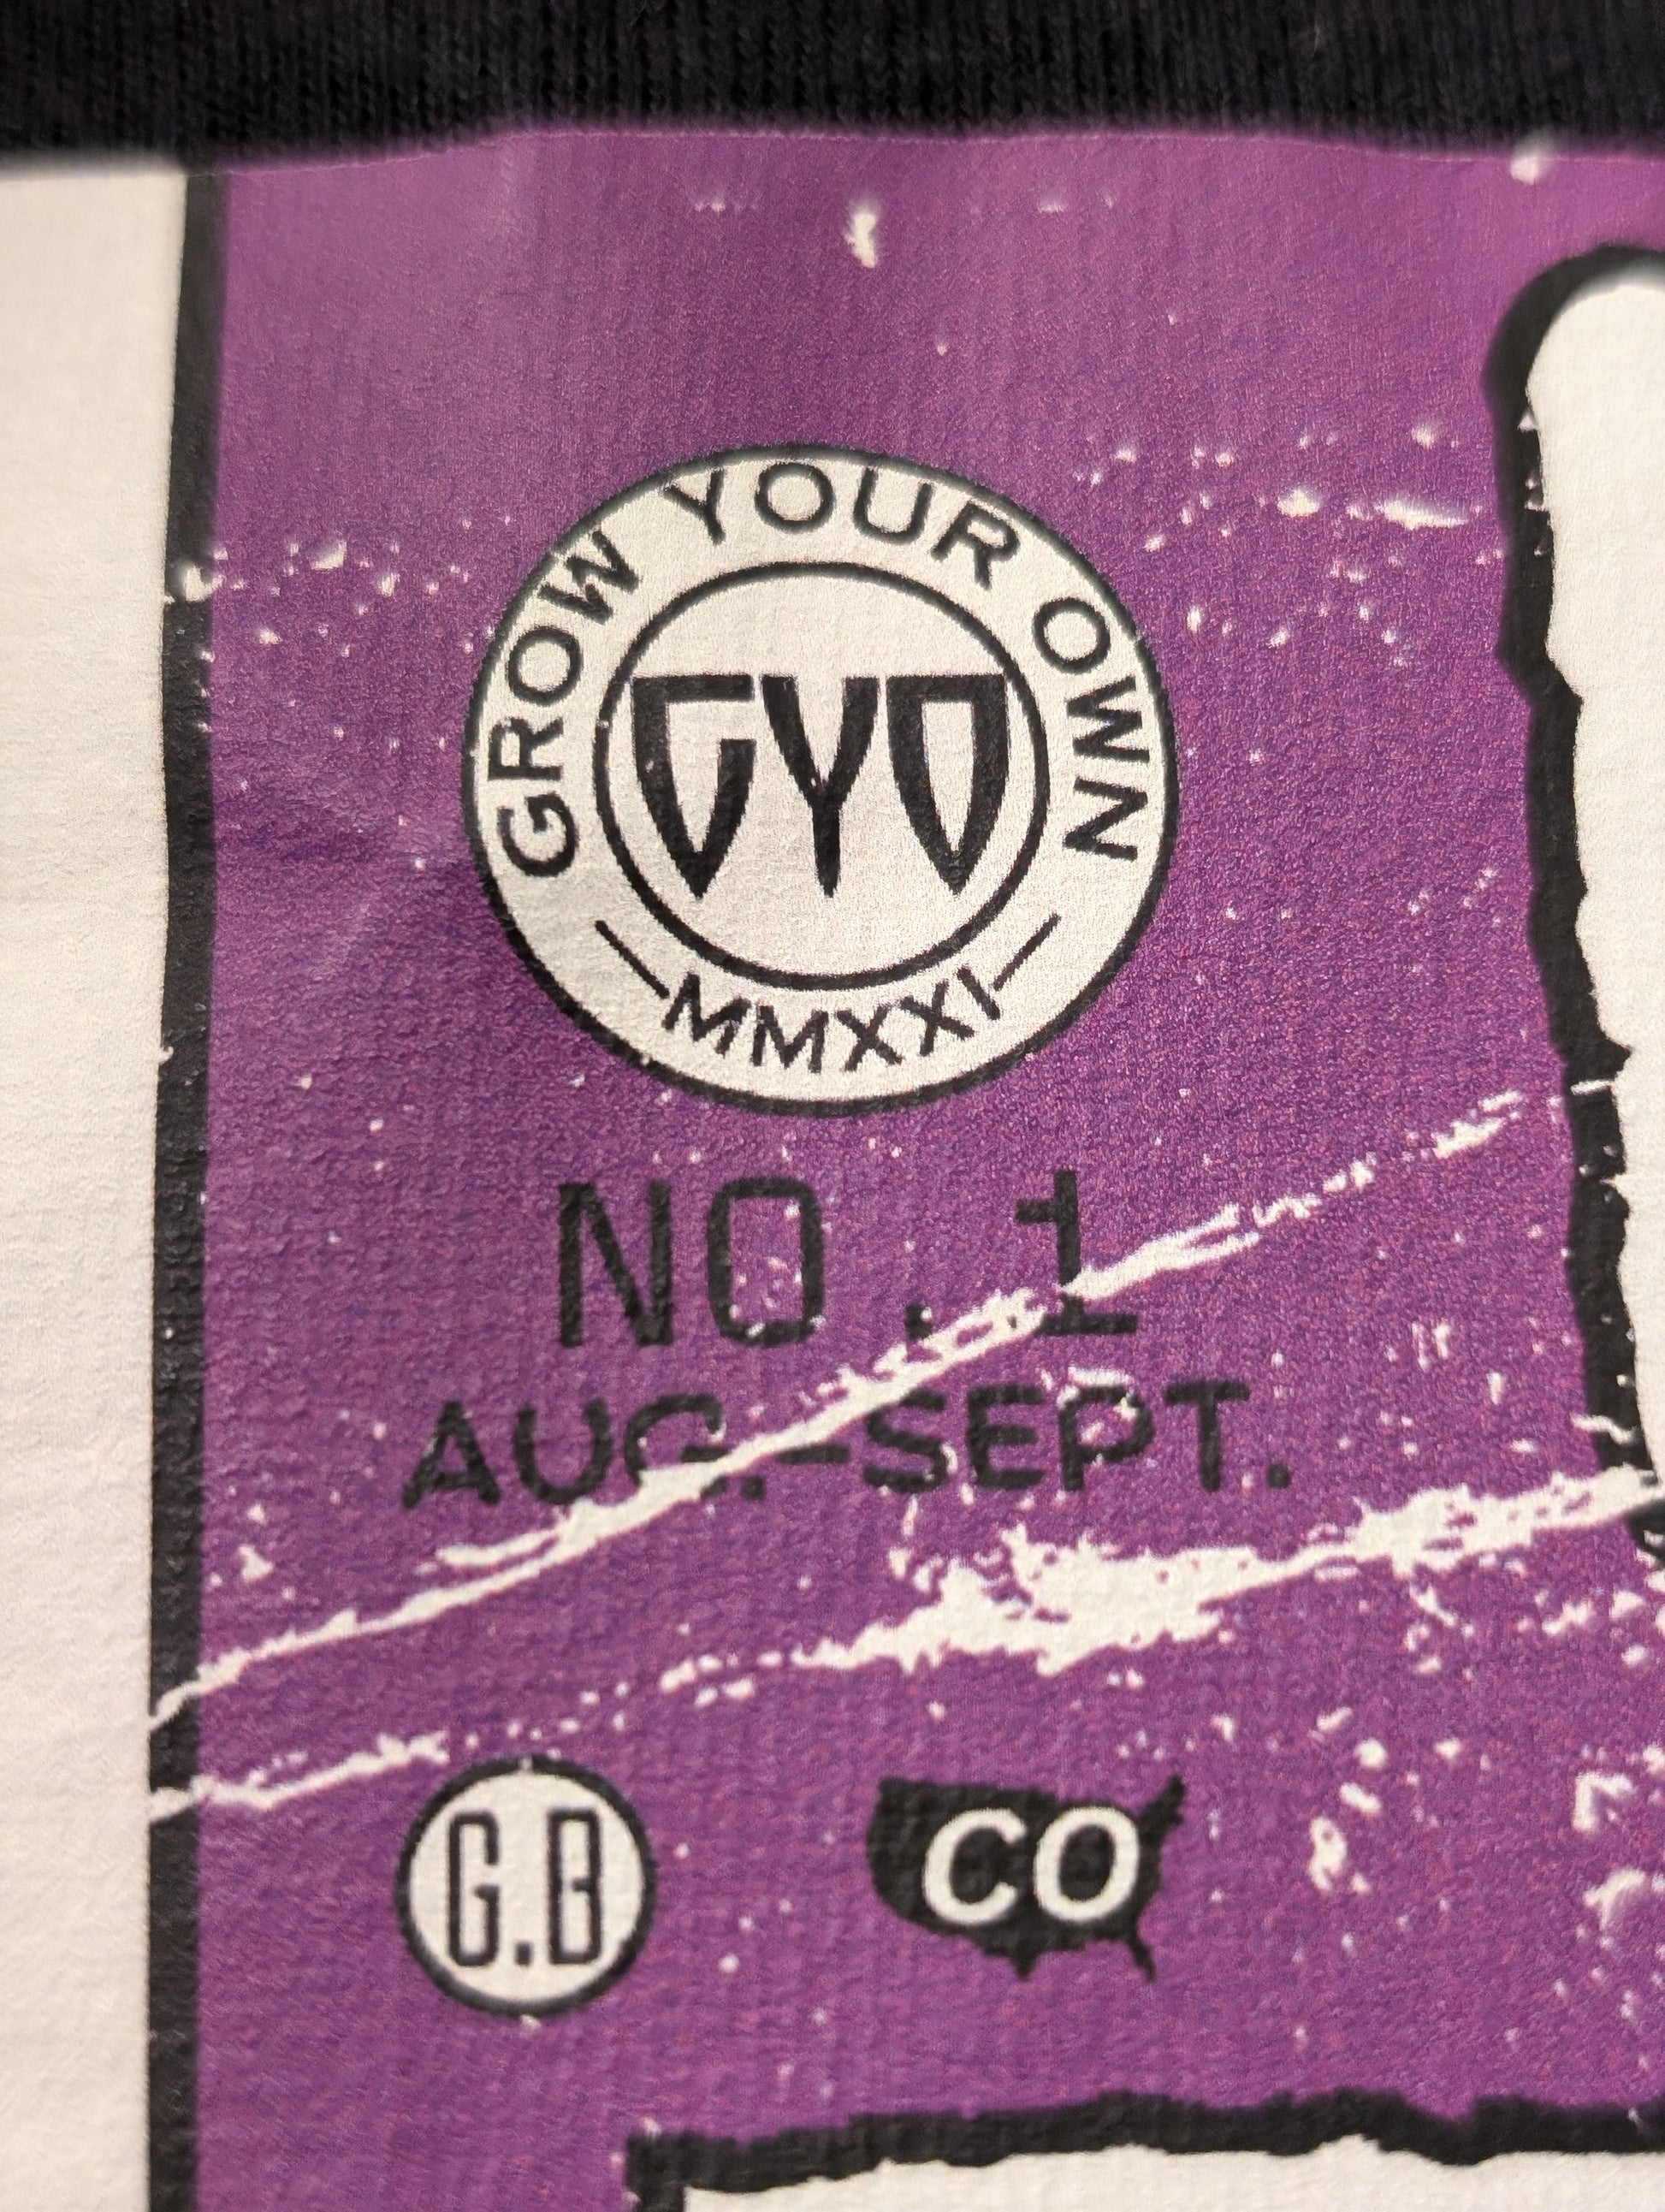 GROW YOUR OWN
GYO
MMXXI
NO.1
AUG.-SEPT.
G.B
CO